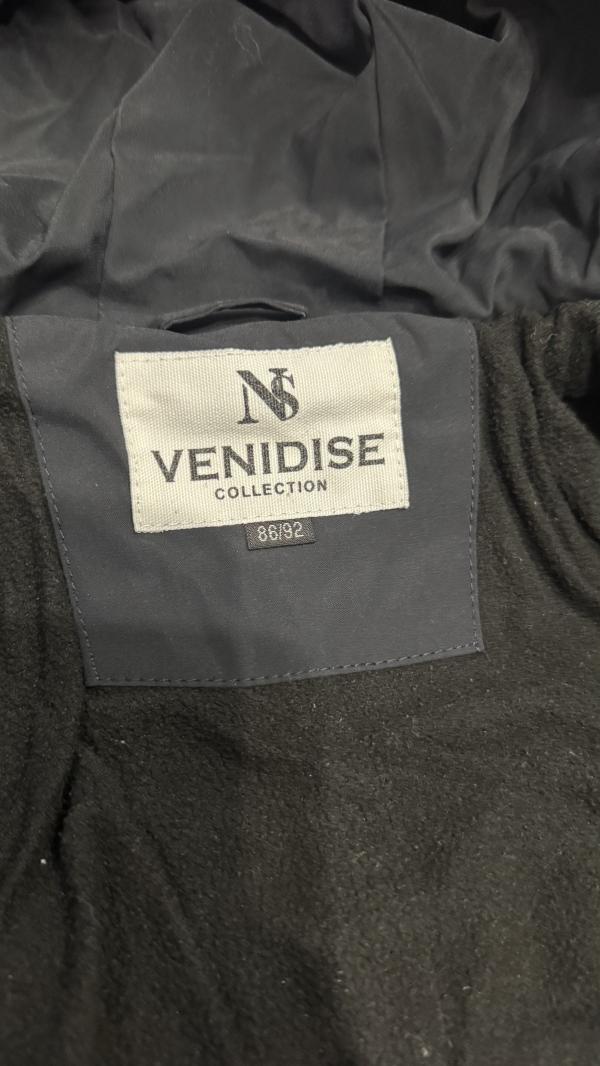 NS
VENIDISE
COLLECTION
86/92